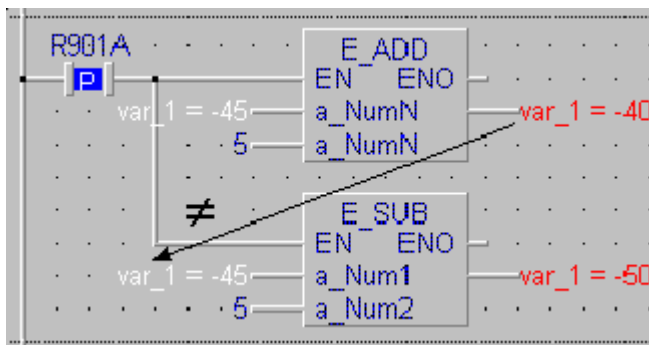 R901A
P
E_ADD
EN ENO
var_1 = -45 a_NumN var_1 = -40
5 a_NumN
≠
E_SUB
EN ENO
var_1 = -45 a_Num1 var_1 = -50
5 a_Num2